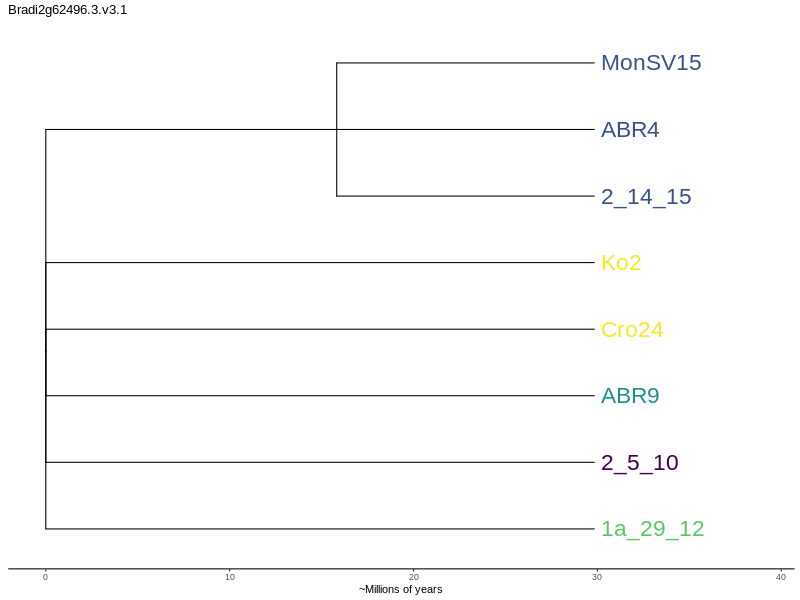 Bradi2g62496.3.v3.1
MonSV15
ABR4
2_14_15
Ko2
Cro24
ABR9
2_5_10
1a_29_12
0 10 20 30 40
~Millions of years